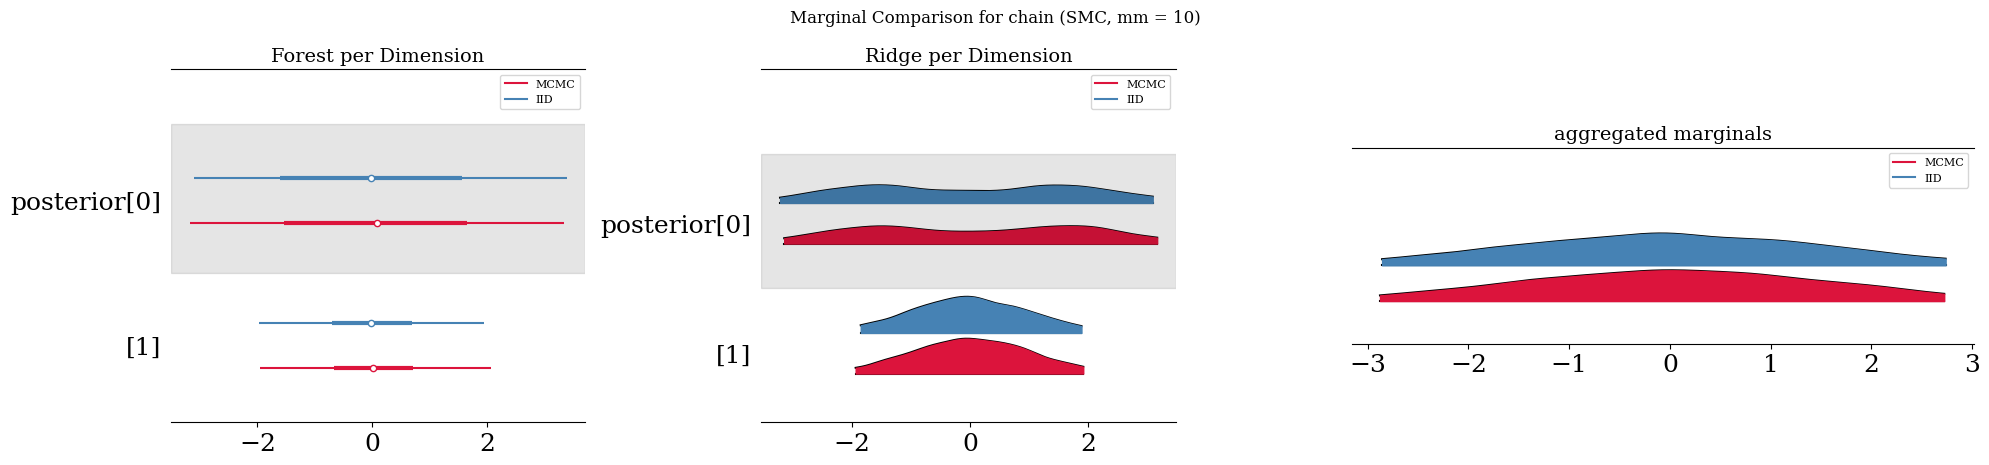 Marginal Comparison for chain (SMC, mm = 10)
Forest per Dimension
MCMC
IID
posterior[0]
[1]
−2 0 2
Ridge per Dimension
MCMC
IID
posterior[0]
[1]
−2 0 2
aggregated marginals
MCMC
IID
−3 −2 −1 0 1 2 3